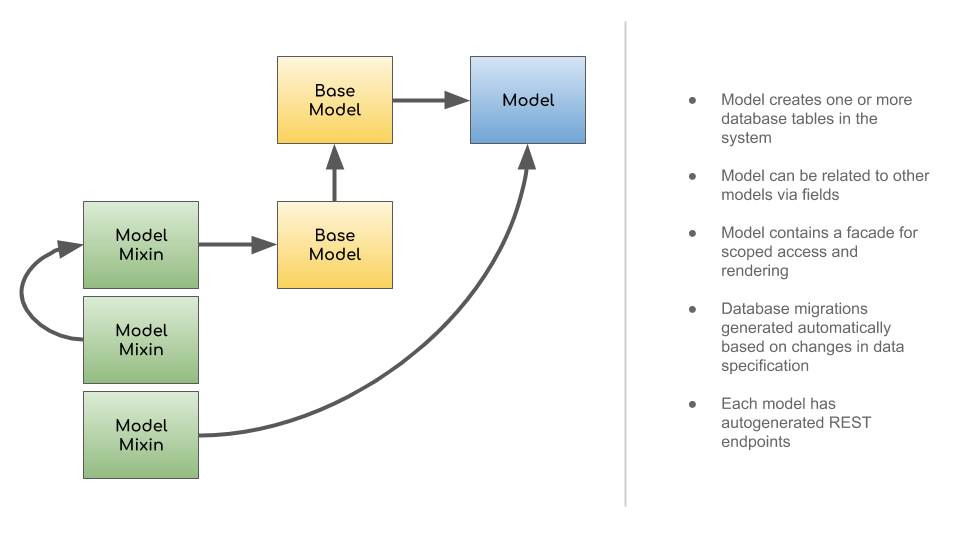 Base
Model
Model
Model
Mixin
Base
Model
Model
Mixin
Model
Mixin
● Model creates one or more
database tables in the
system
● Model can be related to other
models via fields
● Model contains a facade for
scoped access and
rendering
● Database migrations
generated automatically
based on changes in data
specification
● Each model has
autogenerated REST
endpoints